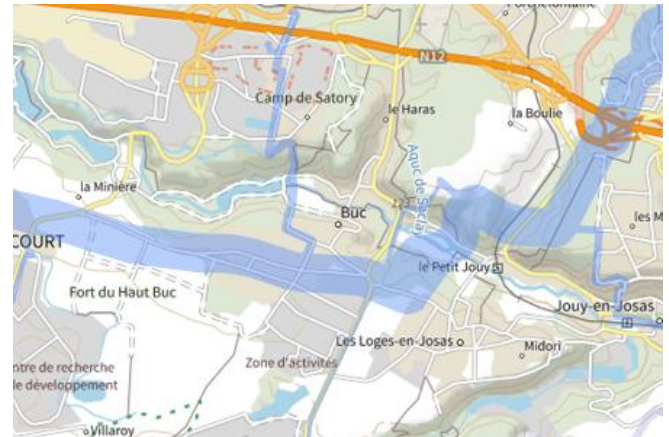 N12
Camp de Satory
le Haras
la Boulie
Aquc de Saclay
la Minière
123
Buc
les M
COURT
le Petit Jouy
Fort du Haut Buc
Jouy-en-Josas
Les Loges-en-Josas
Midori
ntre de recherche
le développement
Zone d'activites
Villaroy